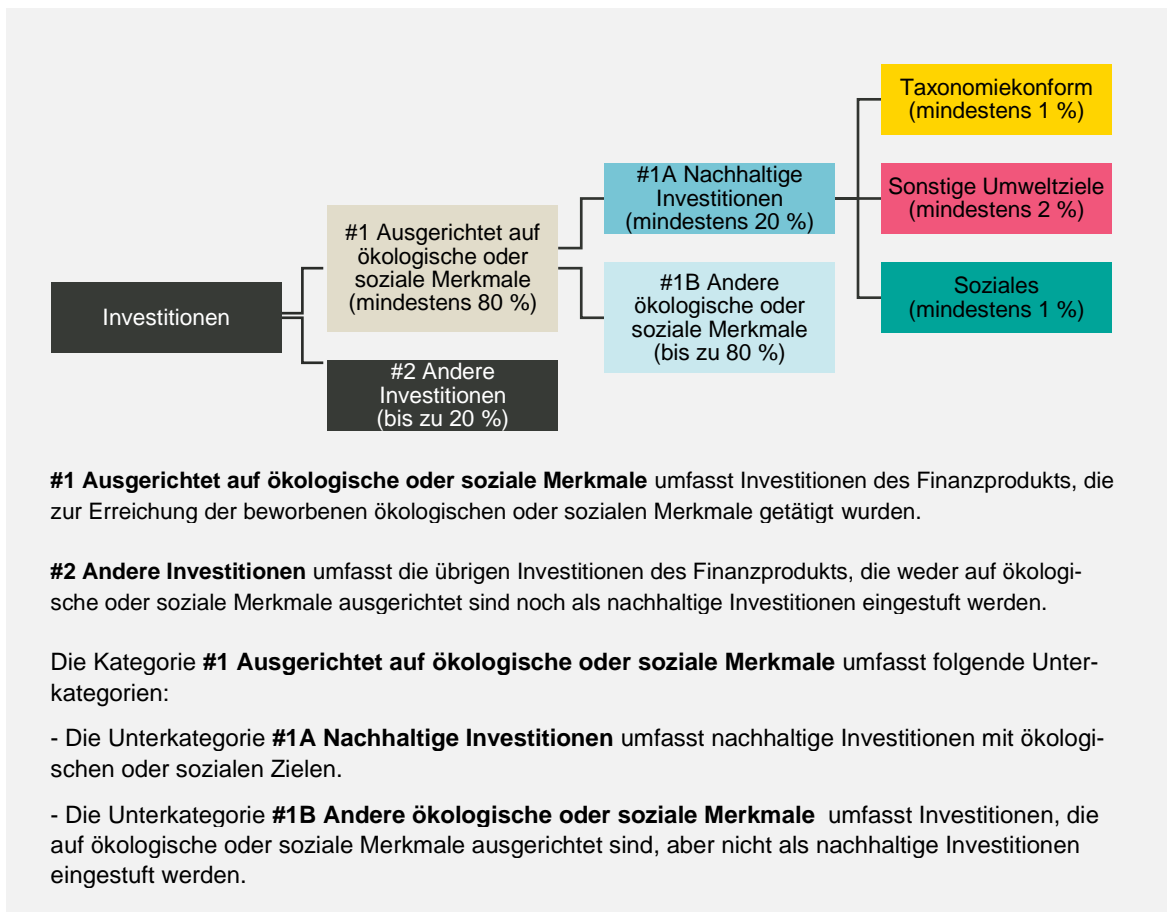 Taxonomiekonform
(mindestens 1 %)
#1A Nachhaltige
Investitionen
(mindestens 20 %)
Sonstige Umweltziele
(mindestens 2 %)
#1 Ausgerichtet auf
ökologische oder
soziale Merkmale
(mindestens 80 %)
#1B Andere
ökologische oder
soziale Merkmale
(bis zu 80 %)
Soziales
(mindestens 1 %)
Investitionen
#2 Andere
Investitionen
(bis zu 20 %)
#1 Ausgerichtet auf ökologische oder soziale Merkmale umfasst Investitionen des Finanzprodukts, die
zur Erreichung der beworbenen ökologischen oder sozialen Merkmale getätigt wurden.
#2 Andere Investitionen umfasst die übrigen Investitionen des Finanzprodukts, die weder auf ökologi-
sche oder soziale Merkmale ausgerichtet sind noch als nachhaltige Investitionen eingestuft werden.
Die Kategorie #1 Ausgerichtet auf ökologische oder soziale Merkmale umfasst folgende Unter-
kategorien:
- Die Unterkategorie #1A Nachhaltige Investitionen umfasst nachhaltige Investitionen mit ökologi-
schen oder sozialen Zielen.
- Die Unterkategorie #1B Andere ökologische oder soziale Merkmale umfasst Investitionen, die
auf ökologische oder soziale Merkmale ausgerichtet sind, aber nicht als nachhaltige Investitionen
eingestuft werden.